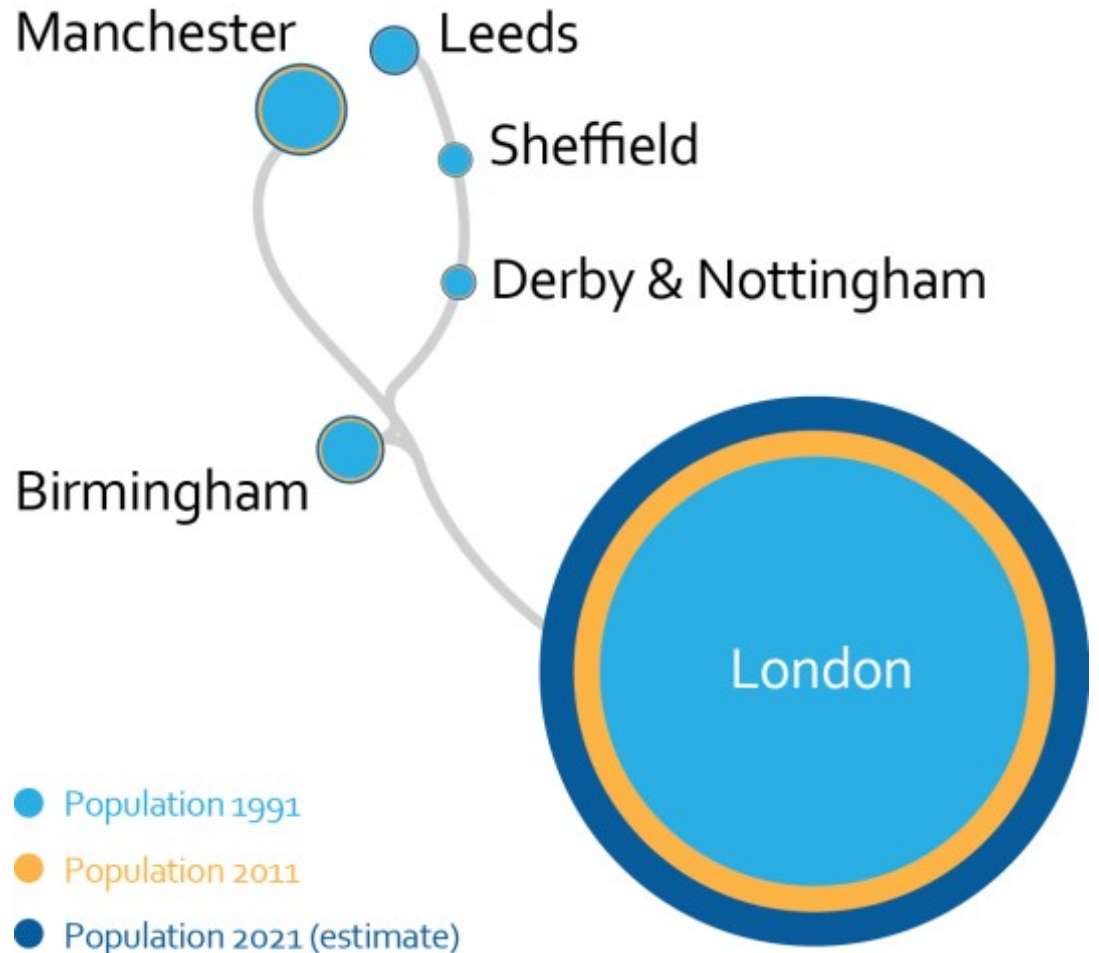 Manchester
Leeds
Sheffield
Derby & Nottingham
Birmingham
London
Population 1991
Population 2011
Population 2021 (estimate)